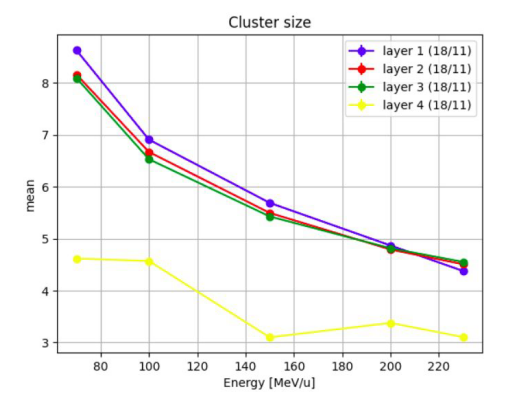 Cluster size
layer 1 (18/11)
layer 2 (18/11)
layer 3 (18/11)
layer 4 (18/11)
mean
8
7
6
5
4
3
80 100 120 140 160 180 200 220
Energy [MeV/u]